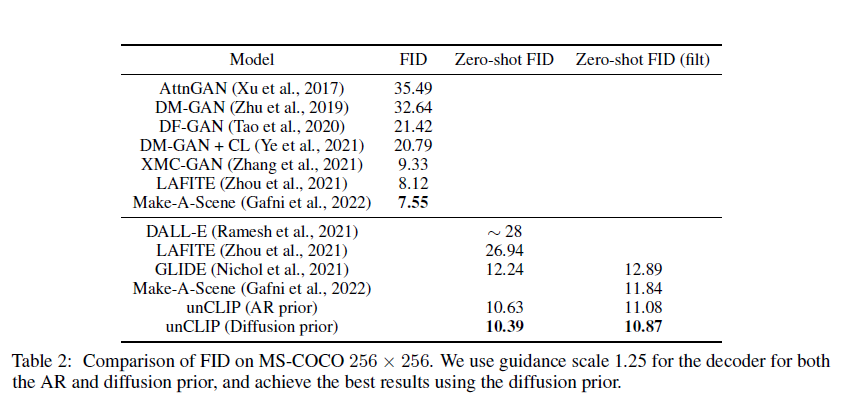 Model FID Zero-shot FID Zero-shot FID (filt)
AttnGAN (Xu et al., 2017) 35.49
DM-GAN (Zhu et al., 2019) 32.64
DF-GAN (Tao et al., 2020) 21.42
DM-GAN + CL (Ye et al., 2021) 20.79
XMC-GAN (Zhang et al., 2021) 9.33
LAFITE (Zhou et al., 2021) 8.12
Make-A-Scene (Gafni et al., 2022) 7.55
DALL-E (Ramesh et al., 2021) ∼ 28
LAFITE (Zhou et al., 2021) 26.94
GLIDE (Nichol et al., 2021) 12.24 12.89
Make-A-Scene (Gafni et al., 2022) 11.84
unCLIP (AR prior) 10.63 11.08
unCLIP (Diffusion prior) 10.39 10.87
Table 2: Comparison of FID on MS-COCO 256 × 256. We use guidance scale 1.25 for the decoder for both
the AR and diffusion prior, and achieve the best results using the diffusion prior.